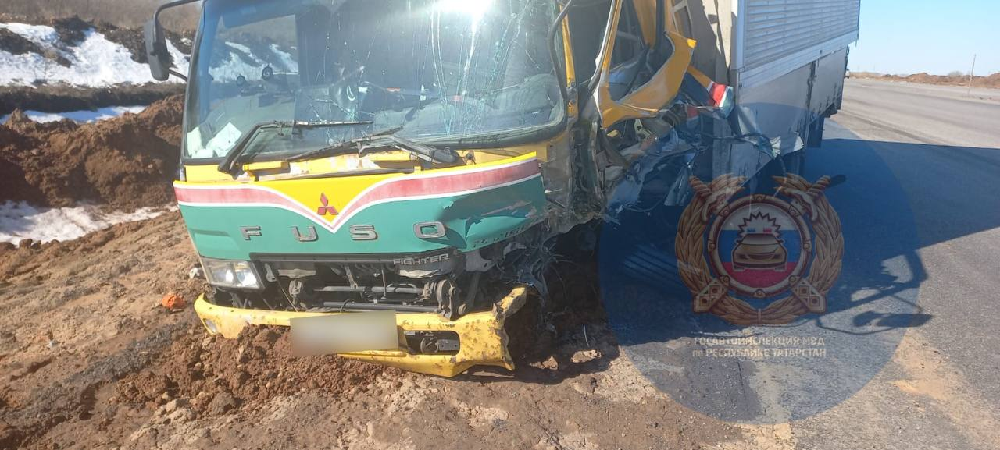 FUSO
FIGHTER
ГОСАВТОИНСПЕКЦИЯ МВД
по РЕСПУБЛИКЕ ТАТАРСТАН